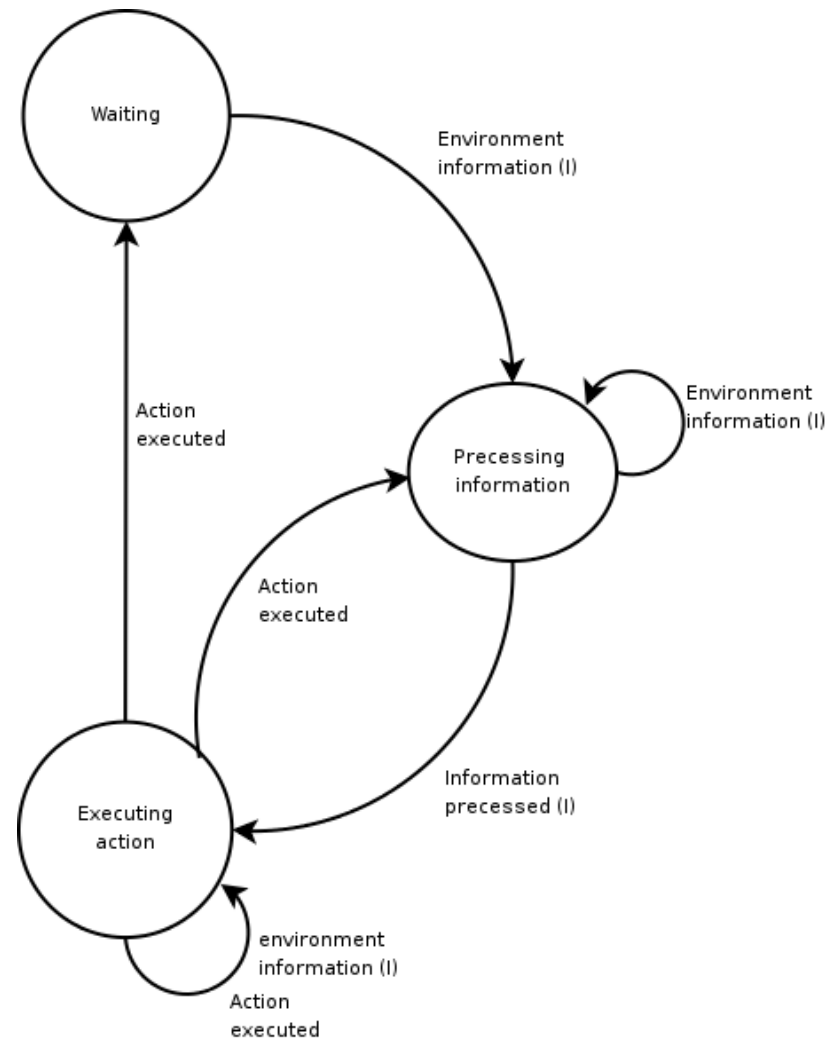 Waiting
Environment
information (I)
Environment
information (I)
Precessing
information
Action
executed
Action
executed
Information
precessed (I)
Executing
action
environment
information (I)
Action
executed